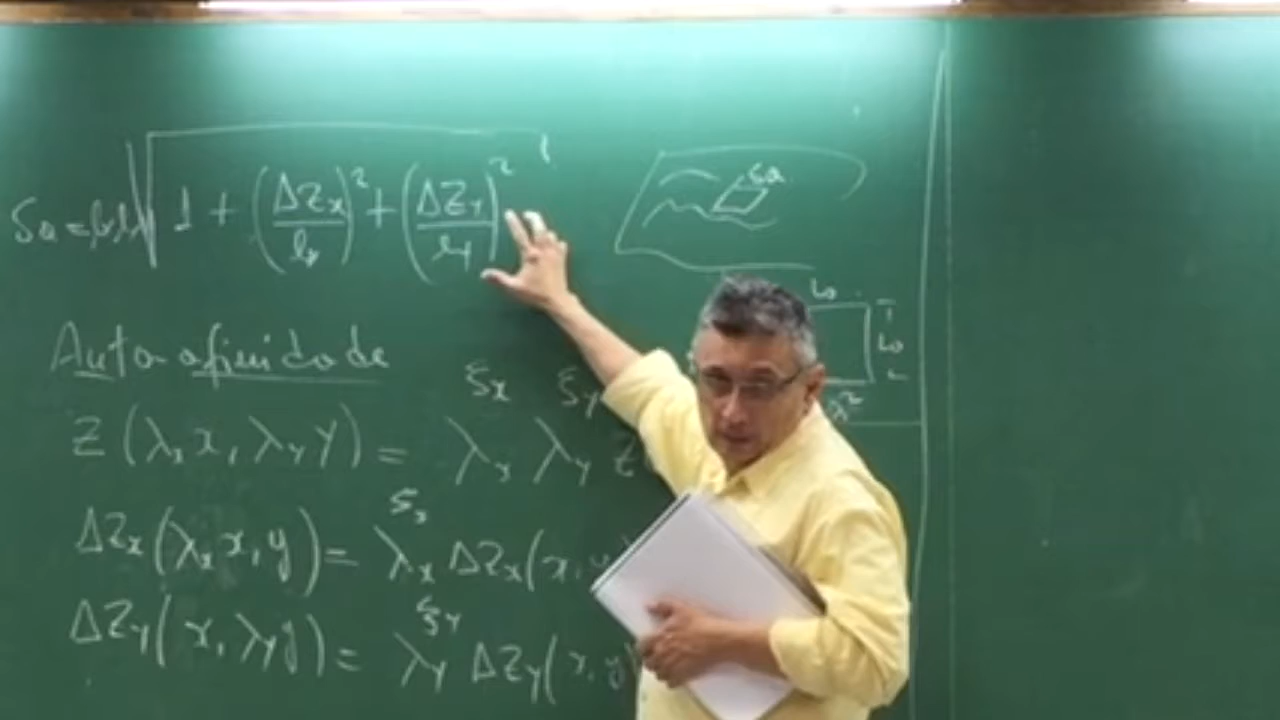 Sa = √ 1 + (ΔZx / lx)² + (ΔZy / ly)²
Sa
Lo
Lo
Auto-afinidade
Z(λx x, λy y) = λx^ξx λy^ξy Z
ΔZx(λx x, y) = λx^ξx ΔZx(x, y
ΔZy(x, λy y) = λy^ξy ΔZy(x, y)